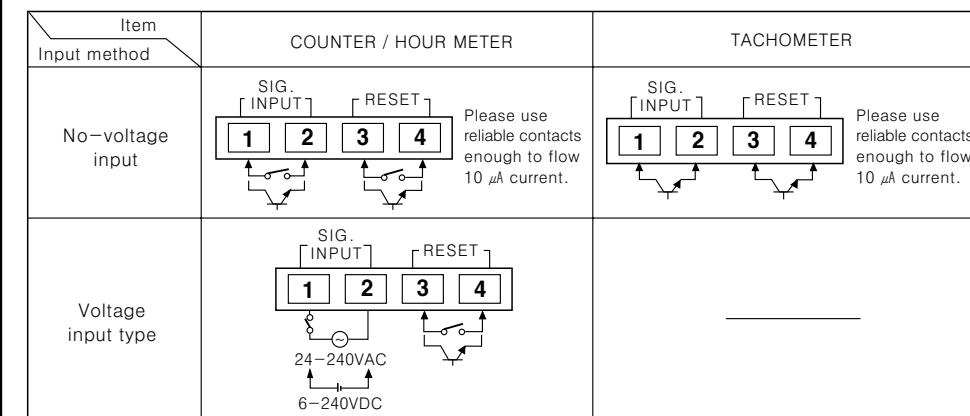 Item
Input method
COUNTER / HOUR METER
TACHOMETER
No-voltage
input
SIG.
INPUT
RESET
1 2 3 4
Please use
reliable contacts
enough to flow
10 ㎂ current.
SIG.
INPUT
RESET
1 2 3 4
Please use
reliable contacts
enough to flow
10 ㎂ current.
Voltage
input type
SIG.
INPUT
RESET
1 2 3 4
24-240VAC
6-240VDC